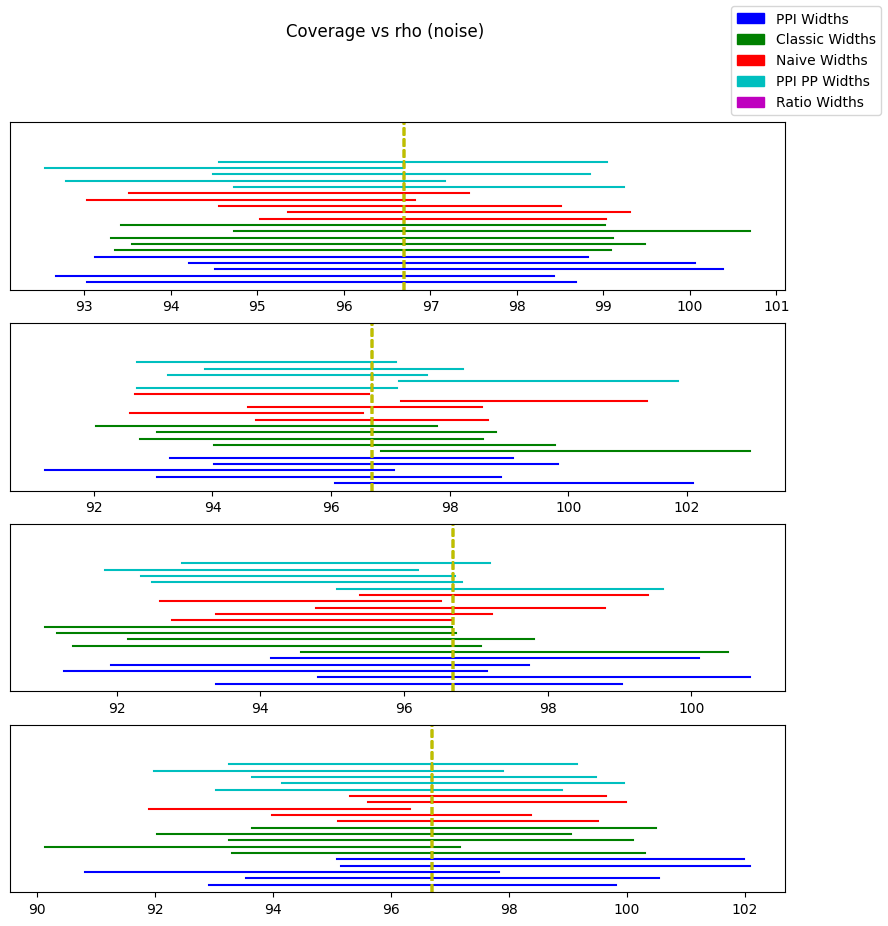 Coverage vs rho (noise)
PPI Widths
Classic Widths
Naive Widths
PPI PP Widths
Ratio Widths
93 94 95 96 97 98 99 100 101
92 94 96 98 100 102
92 94 96 98 100
90 92 94 96 98 100 102